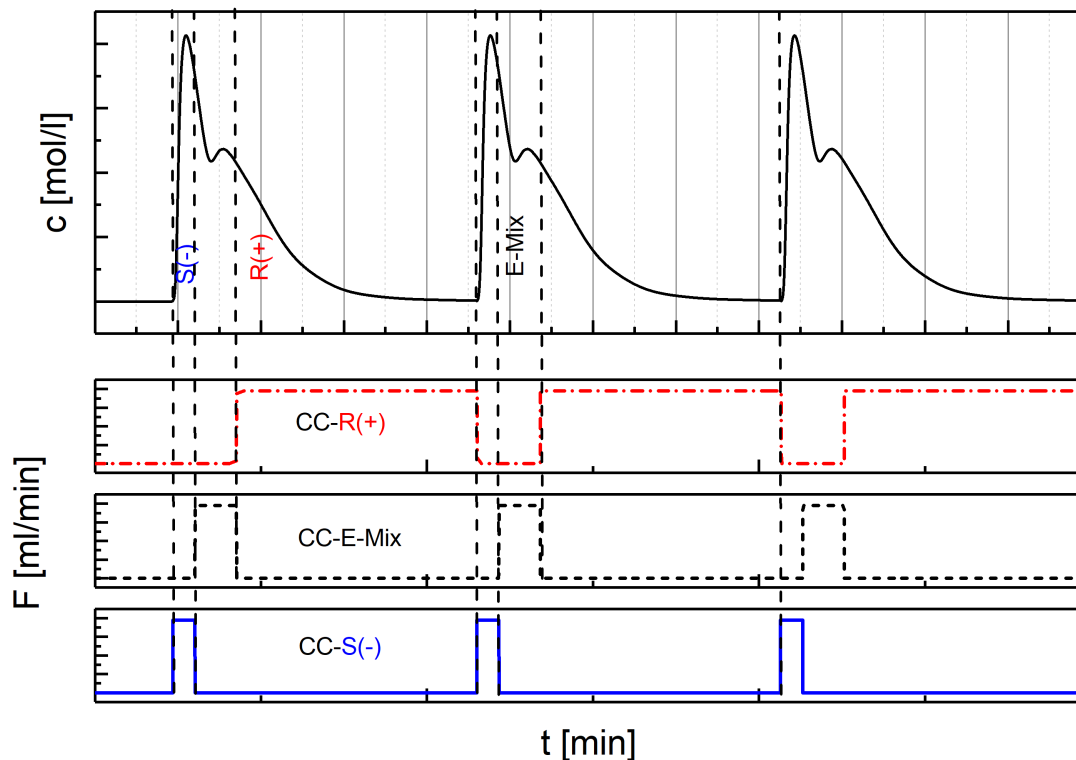 c [mol/l]
S(-)
R(+)
E-Mix
CC-R(+)
CC-E-Mix
CC-S(-)
F [ml/min]
t [min]